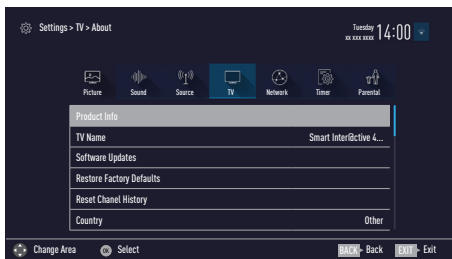 Settings > TV > About
Tuesday
xx xxx xxxx
14:00
Picture Sound Source TV Network Timer Parental
Product Info
TV Name Smart Inter@ctive 4...
Software Updates
Restore Factory Defaults
Reset Chanel History
Country Other
Change Area OK Select BACK Back EXIT Exit